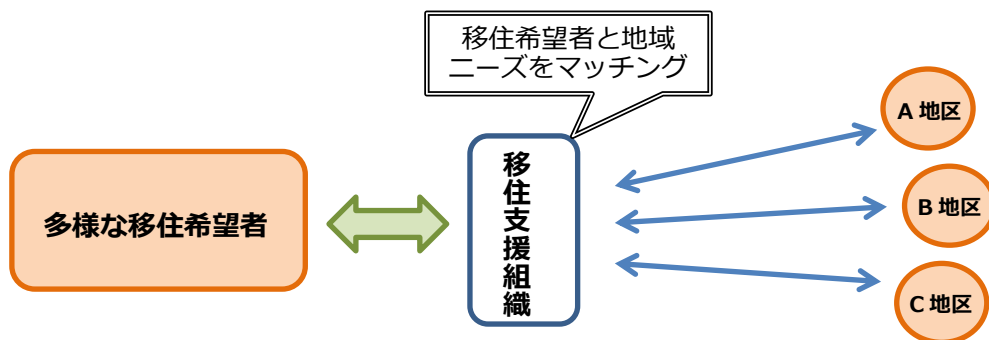 移住希望者と地域
ニーズをマッチング
多様な移住希望者
移住支援組織
A 地区
B 地区
C 地区